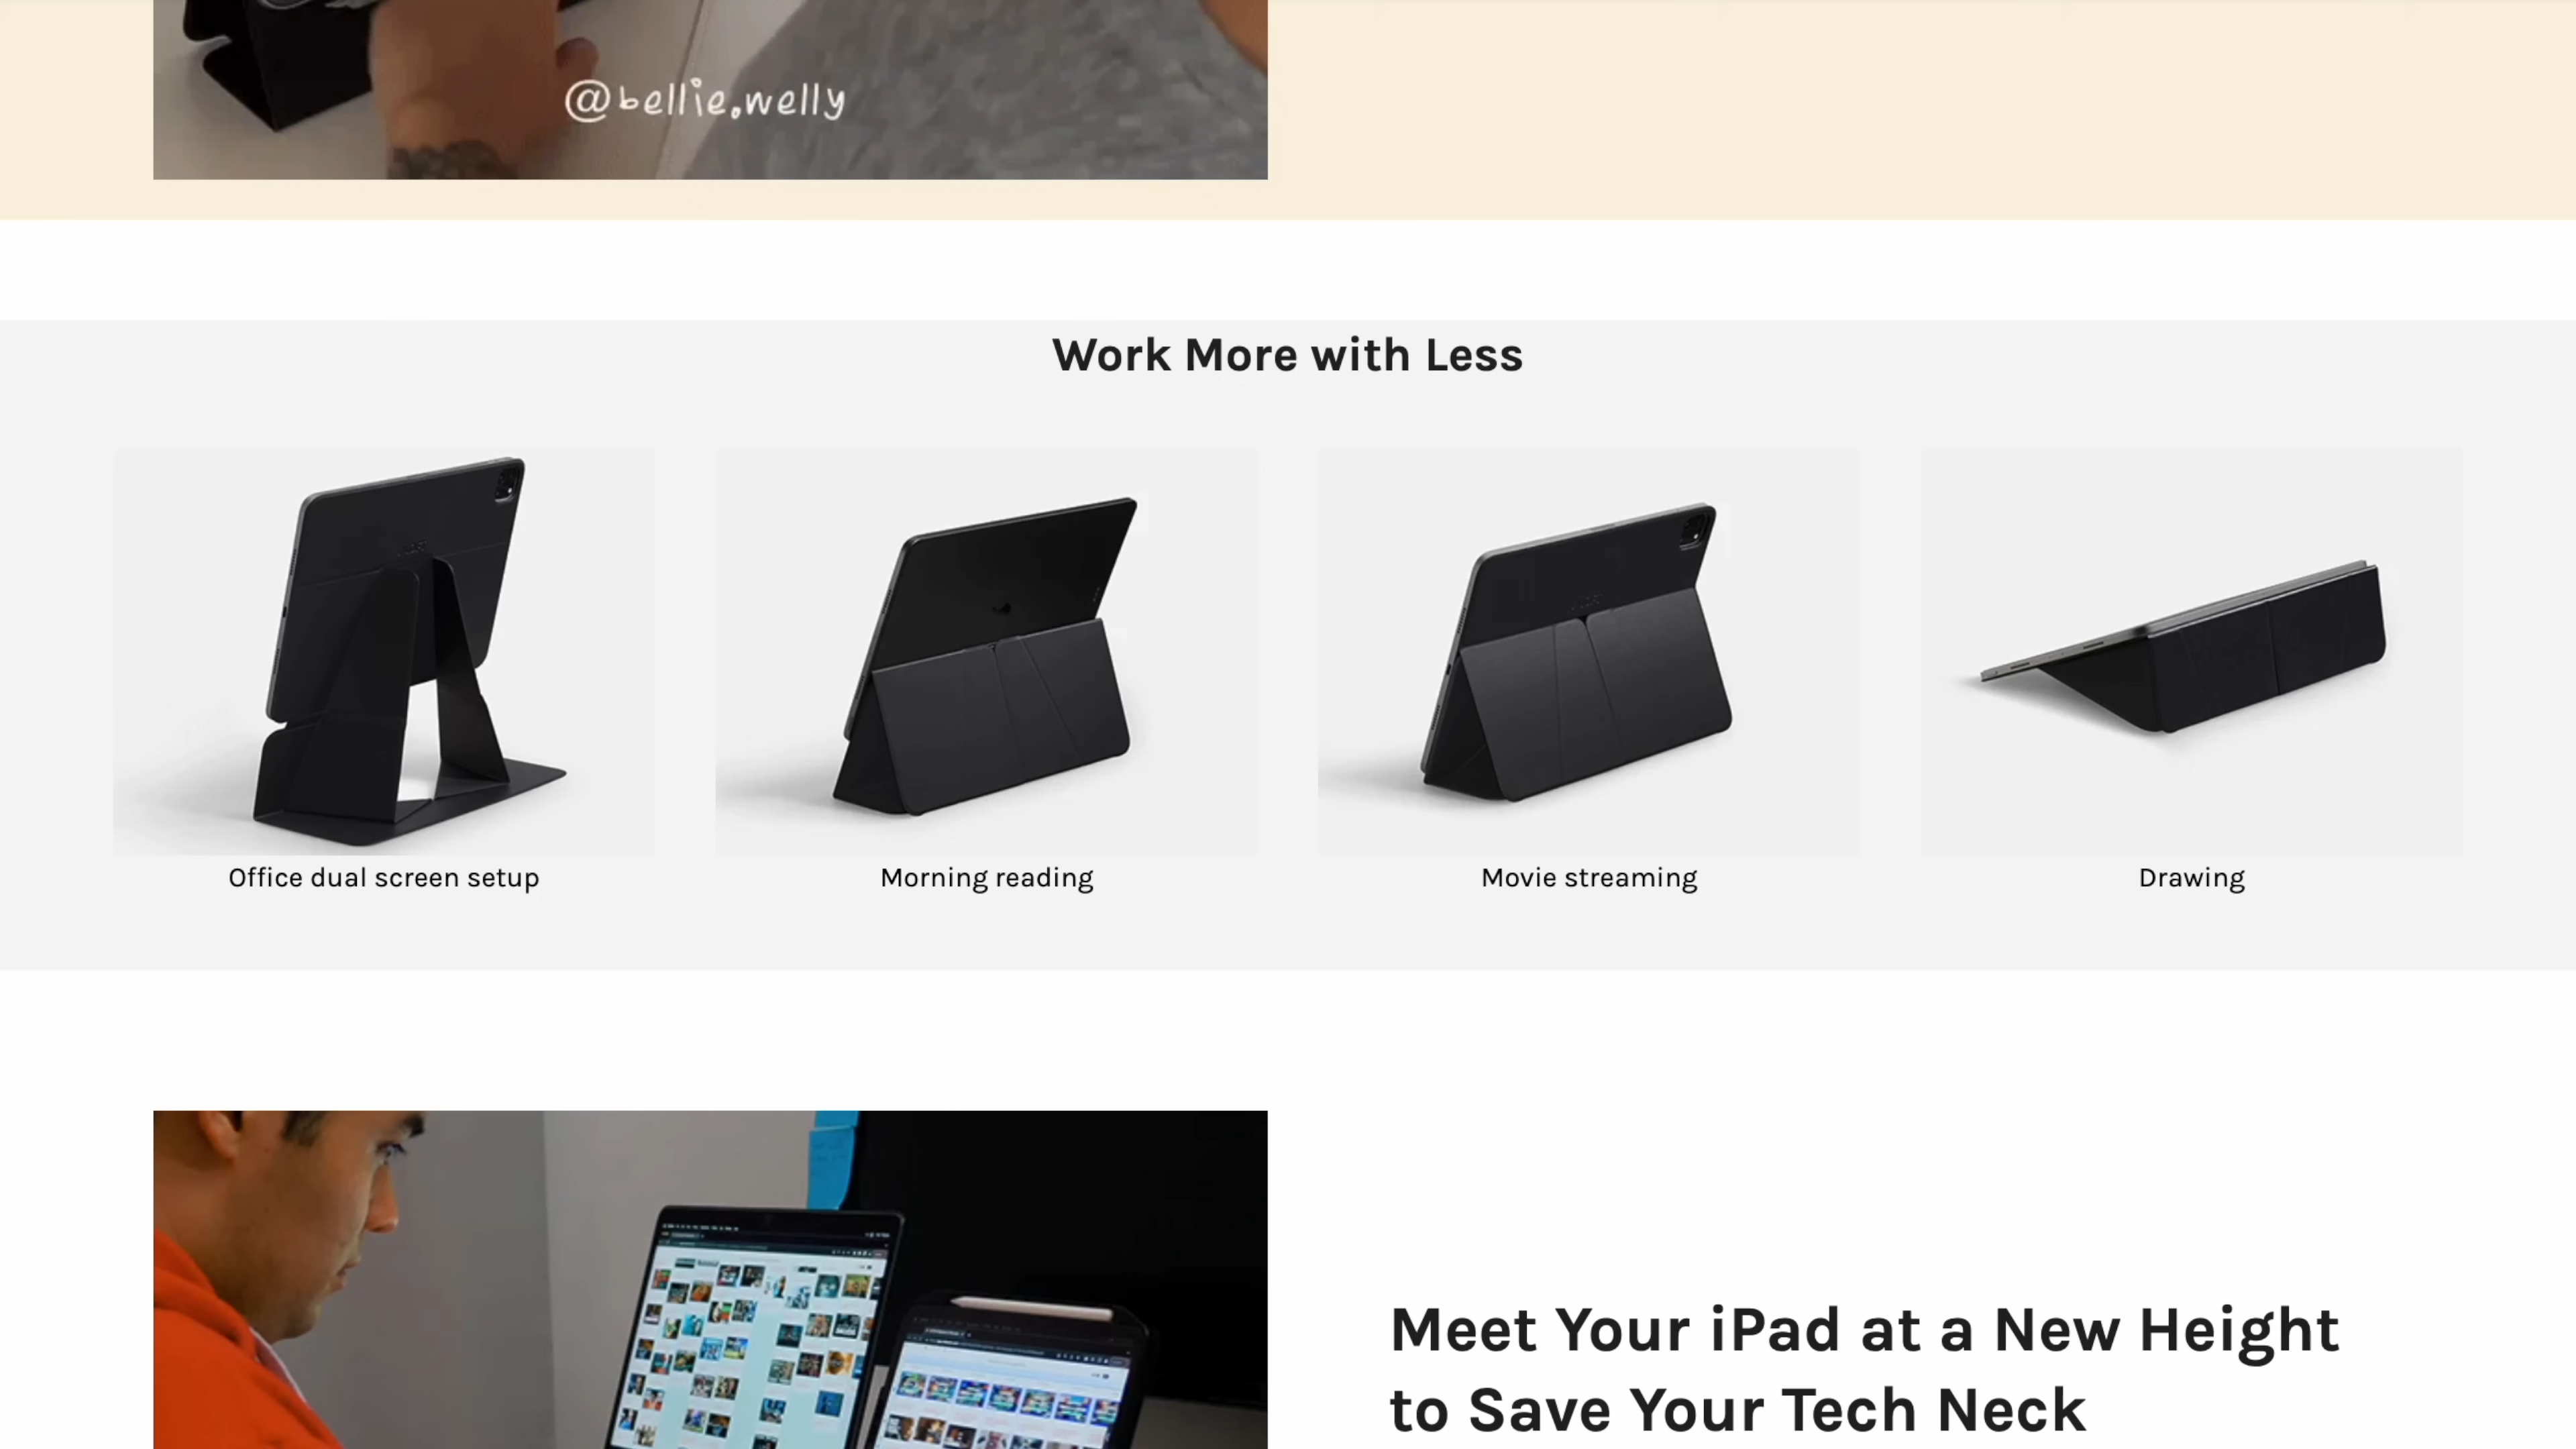 @bellie.welly
Work More with Less
Office dual screen setup
Morning reading
Movie streaming
Drawing
Meet Your iPad at a New Height
to Save Your Tech Neck